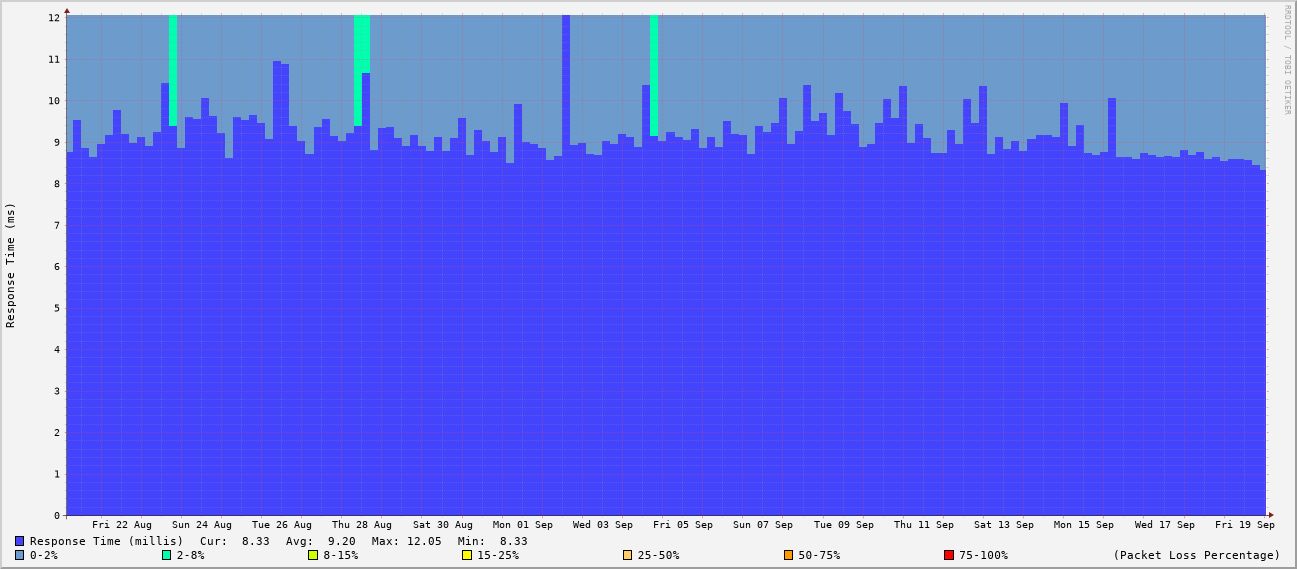 RRDTOOL / TOBI OETIKER
Response Time (ms)
12
11
10
9
8
7
6
5
4
3
2
1
0
Fri 22 Aug Sun 24 Aug Tue 26 Aug Thu 28 Aug Sat 30 Aug Mon 01 Sep Wed 03 Sep Fri 05 Sep Sun 07 Sep Tue 09 Sep Thu 11 Sep Sat 13 Sep Mon 15 Sep Wed 17 Sep Fri 19 Sep
Response Time (millis) Cur: 8.33 Avg: 9.20 Max: 12.05 Min: 8.33
0-2% 2-8% 8-15% 15-25% 25-50% 50-75% 75-100% (Packet Loss Percentage)